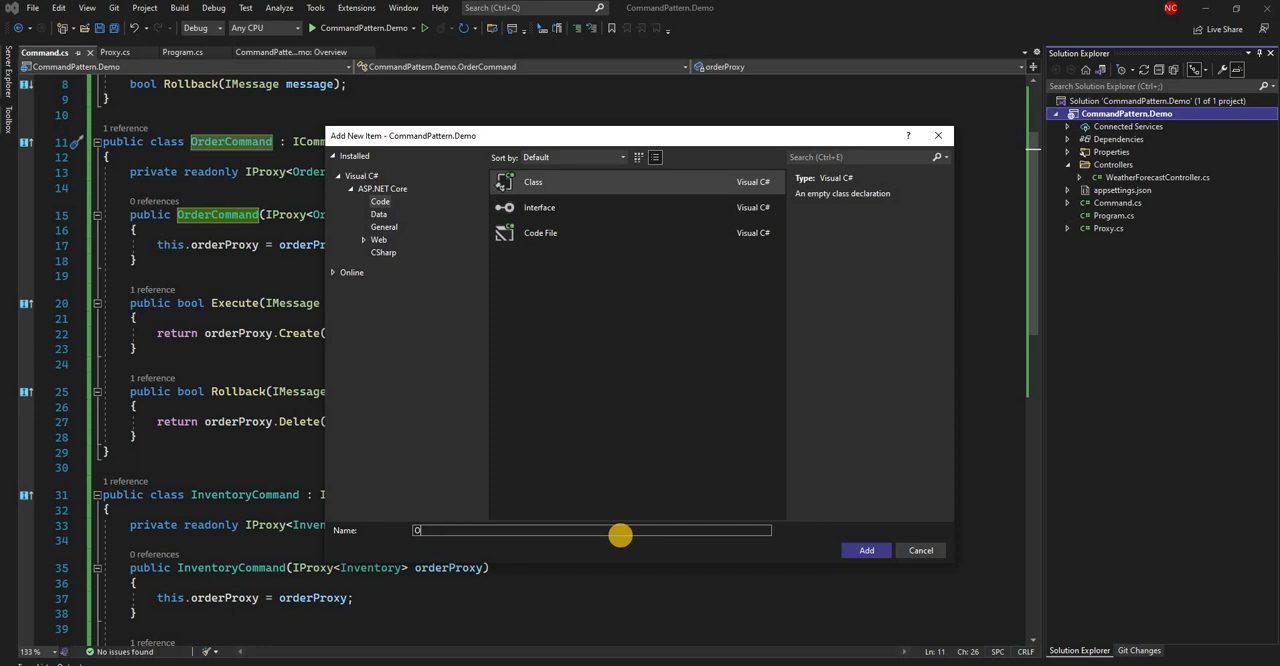 File Edit View Git Project Build Debug Test Analyze Tools Extensions Window Help Search (Ctrl+Q) CommandPattern.Demo NC
Debug Any CPU CommandPattern.Demo Live Share
Command.cs Proxy.cs Program.cs CommandPatte...mo: Overview
CommandPattern.Demo CommandPattern.Demo.OrderCommand orderProxy
Server Explorer
Toolbox
8 bool Rollback(IMessage message);
9 }
10
1 reference
11 public class OrderCommand : IComm
12 {
13 private readonly IProxy<Order
14
0 references
15 public OrderCommand(IProxy<Or
16 {
17 this.orderProxy = orderPr
18 }
19
1 reference
20 public bool Execute(IMessage
21 {
22 return orderProxy.Create(
23 }
24
1 reference
25 public bool Rollback(IMessage
26 {
27 return orderProxy.Delete(
28 }
29 }
30
1 reference
31 public class InventoryCommand : I
32 {
33 private readonly IProxy<Inven
34
0 references
35 public InventoryCommand(IProxy<Inventory> orderProxy)
36 {
37 this.orderProxy = orderProxy;
38 }
39
1 reference
133 % No issues found Ln: 11 Ch: 26 SPC CRLF
Add New Item - CommandPattern.Demo
Installed
Visual C#
ASP.NET Core
Code
Data
General
Web
CSharp
Online
Sort by: Default
Search (Ctrl+E)
Class Visual C#
Interface Visual C#
Code File Visual C#
Type: Visual C#
An empty class declaration
Name: O
Add Cancel
Solution Explorer
Search Solution Explorer (Ctrl+;)
Solution 'CommandPattern.Demo' (1 of 1 project)
CommandPattern.Demo
Connected Services
Dependencies
Properties
Controllers
WeatherForecastController.cs
appsettings.json
Command.cs
Program.cs
Proxy.cs
Solution Explorer Git Changes